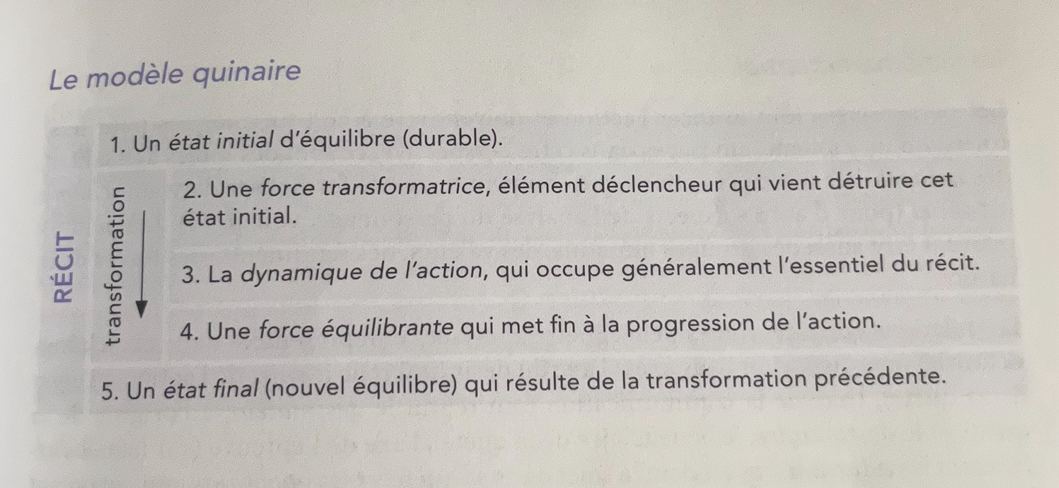 Le modèle quinaire
RÉCIT
1. Un état initial d'équilibre (durable).
transformation
2. Une force transformatrice, élément déclencheur qui vient détruire cet
état initial.
3. La dynamique de l'action, qui occupe généralement l'essentiel du récit.
4. Une force équilibrante qui met fin à la progression de l'action.
5. Un état final (nouvel équilibre) qui résulte de la transformation précédente.